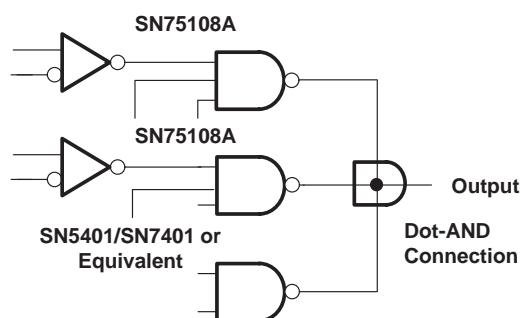 SN75108A
SN75108A
Output
SN5401/SN7401 or
Equivalent
Dot-AND
Connection